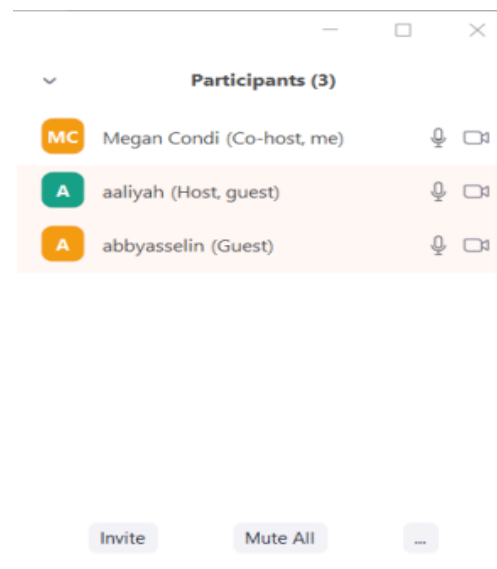 Participants (3)
MC Megan Condi (Co-host, me)
A aaliyah (Host, guest)
A abbyasselin (Guest)
Invite Mute All ...